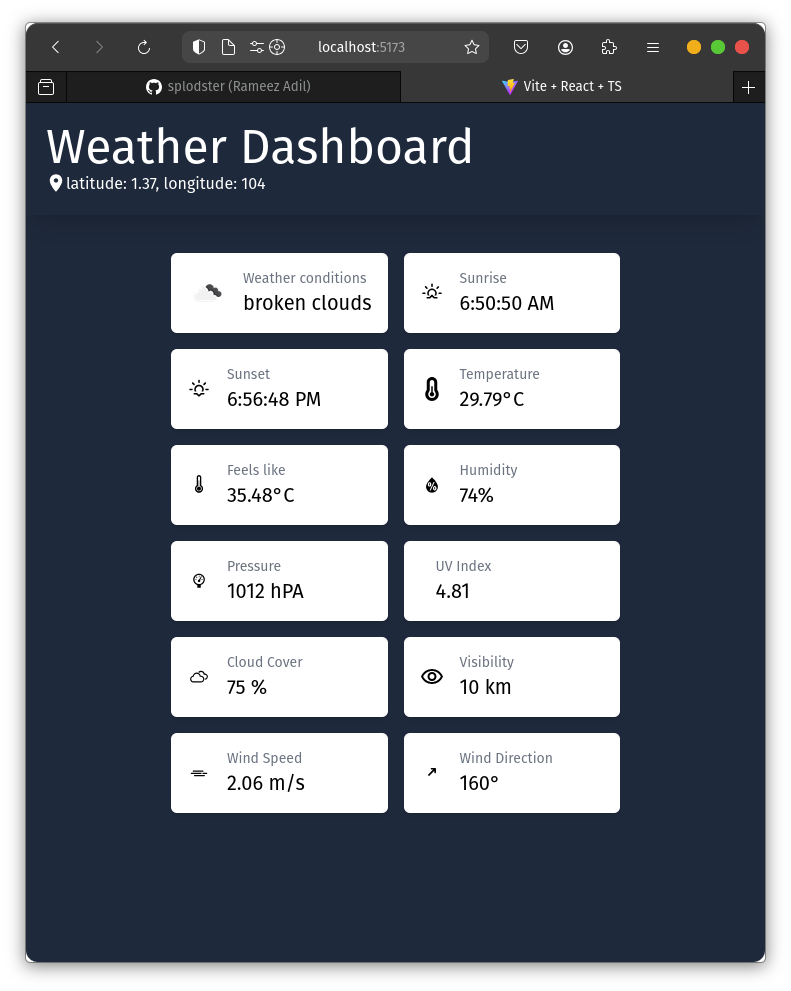 localhost:5173
splodster (Rameez Adil)
Vite + React + TS
Weather Dashboard
latitude: 1.37, longitude: 104
Weather conditions
broken clouds
Sunrise
6:50:50 AM
Sunset
6:56:48 PM
Temperature
29.79°C
Feels like
35.48°C
Humidity
74%
Pressure
1012 hPA
UV Index
4.81
Cloud Cover
75 %
Visibility
10 km
Wind Speed
2.06 m/s
Wind Direction
160°